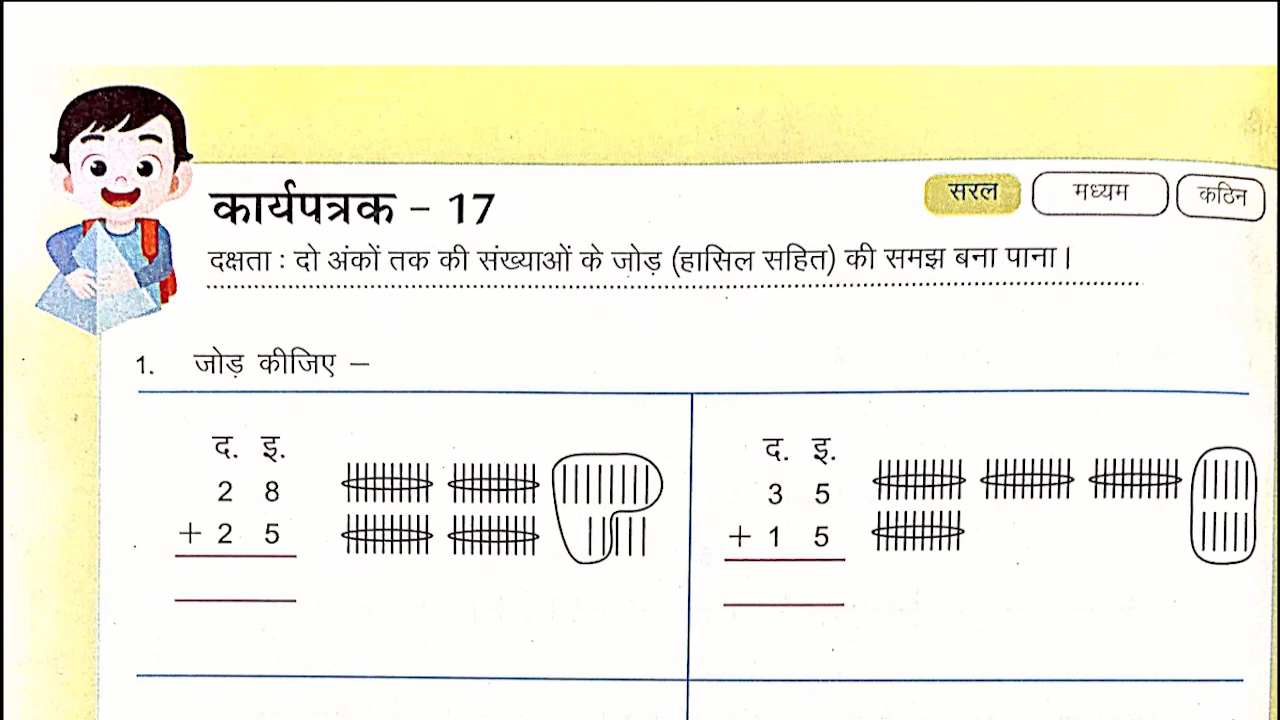 कार्यपत्रक – 17
सरल
मध्यम
कठिन
दक्षता : दो अंकों तक की संख्याओं के जोड़ (हासिल सहित) की समझ बना पाना।
1. जोड़ कीजिए –
द. इ.
2 8
+ 2 5
द. इ.
3 5
+ 1 5